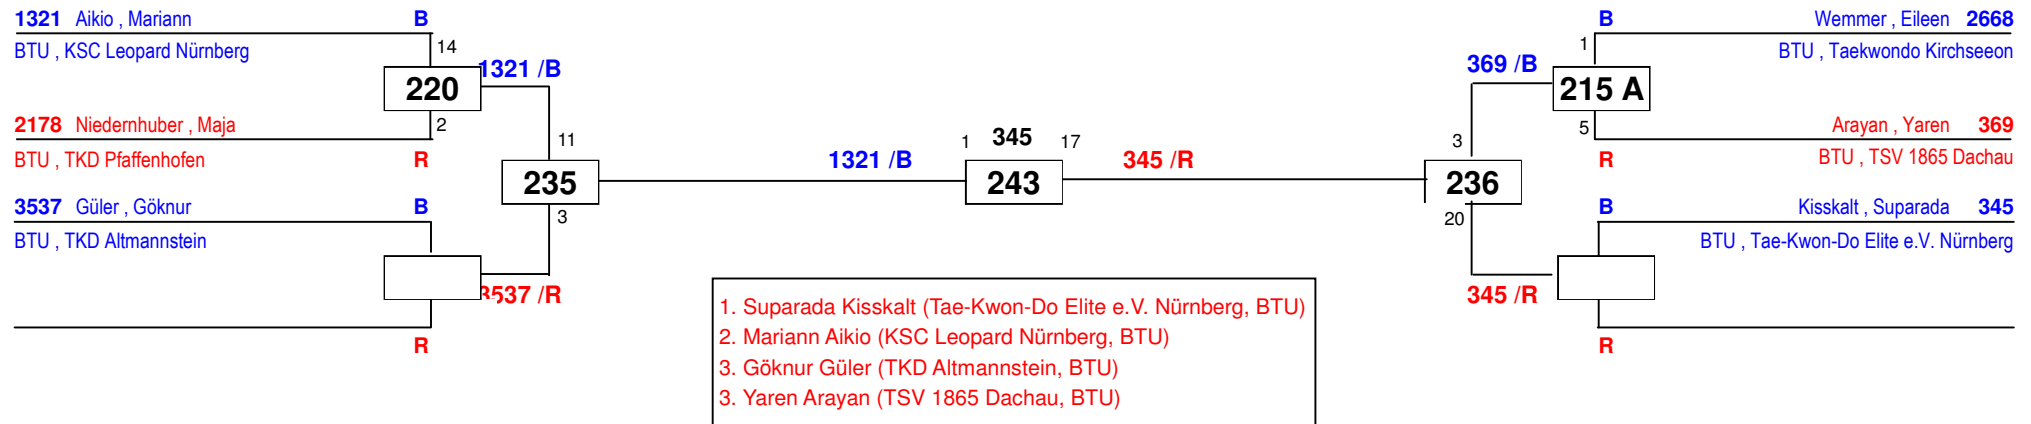 1321 Aikio , Mariann B
BTU , KSC Leopard Nürnberg
14
220
1321 /B
2178 Niedernhuber , Maja
2
BTU , TKD Pfaffenhofen R
11
235
3
3537 Güler , Göknur B
BTU , TKD Altmannstein
3537 /R
R
1321 /B
1 345 17
243
345 /R
B Wemmer , Eileen 2668
1 BTU , Taekwondo Kirchseeon
369 /B
215 A
5 Arayan , Yaren 369
R BTU , TSV 1865 Dachau
3
236
20
B Kisskalt , Suparada 345
BTU , Tae-Kwon-Do Elite e.V. Nürnberg
345 /R
R
1. Suparada Kisskalt (Tae-Kwon-Do Elite e.V. Nürnberg, BTU)
2. Mariann Aikio (KSC Leopard Nürnberg, BTU)
3. Göknur Güler (TKD Altmannstein, BTU)
3. Yaren Arayan (TSV 1865 Dachau, BTU)